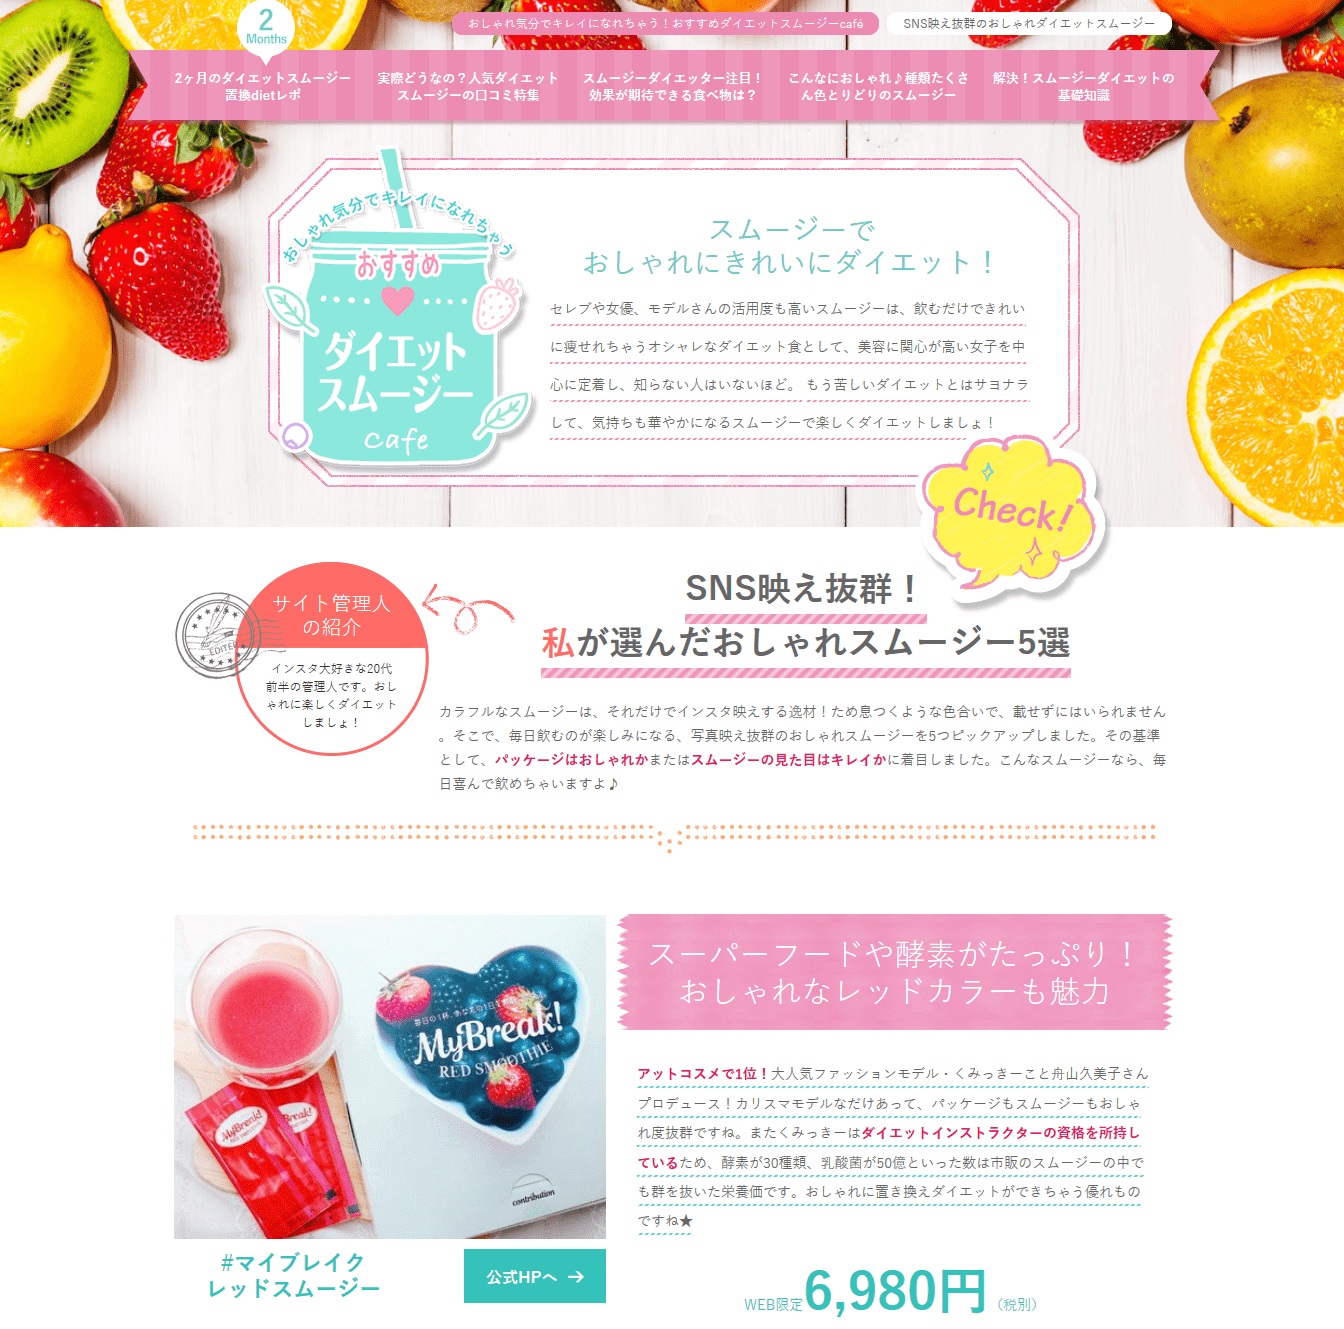 おしゃれ気分でキレイになれちゃう！おすすめダイエットスムージーcafé
SNS映え抜群のおしゃれダイエットスムージー
2
Months
2ヶ月のダイエットスムージー
置換dietレポ
実際どうなの？人気ダイエット
スムージーの口コミ特集
スムージーダイエッター注目！
効果が期待できる食べ物は？
こんなにおしゃれ♪種類たくさ
ん色とりどりのスムージー
解決！スムージーダイエットの
基礎知識
おしゃれ気分でキレイになれちゃう
おすすめ
ダイエット
スムージー
cafe
スムージーで
おしゃれにきれいにダイエット！
セレブや女優、モデルさんの活用度も高いスムージーは、飲むだけできれい
に痩せれちゃうオシャレなダイエット食として、美容に関心が高い女子を中
心に定着し、知らない人はいないほど。 もう苦しいダイエットとはサヨナラ
して、気持ちも華やかになるスムージーで楽しくダイエットしましょ！
Check!
サイト管理人
の紹介
EDITER
インスタ大好きな20代
前半の管理人です。おし
ゃれに楽しくダイエット
しましょ！
SNS映え抜群！
私が選んだおしゃれスムージー5選
カラフルなスムージーは、それだけでインスタ映えする逸材！ため息つくような色合いで、載せずにはいられません
。そこで、毎日飲むのが楽しみになる、写真映え抜群のおしゃれスムージーを5つピックアップしました。その基準
として、パッケージはおしゃれかまたはスムージーの見た目はキレイかに着目しました。こんなスムージーなら、毎
日喜んで飲めちゃいますよ♪
毎日の1杯、あなたの1日を
MyBreak!
RED SMOOTHIE
MyBreak!
RED SMOOTHIE
Break!
contribution
スーパーフードや酵素がたっぷり！
おしゃれなレッドカラーも魅力
アットコスメで1位！大人気ファッションモデル・くみっきーこと舟山久美子さん
プロデュース！カリスマモデルなだけあって、パッケージもスムージーもおしゃ
れ度抜群ですね。またくみっきーはダイエットインストラクターの資格を所持し
ているため、酵素が30種類、乳酸菌が50億といった数は市販のスムージーの中で
も群を抜いた栄養価です。おしゃれに置き換えダイエットができちゃう優れもの
ですね★
#マイブレイク
レッドスムージー
公式HPへ
WEB限定6,980円（税別）